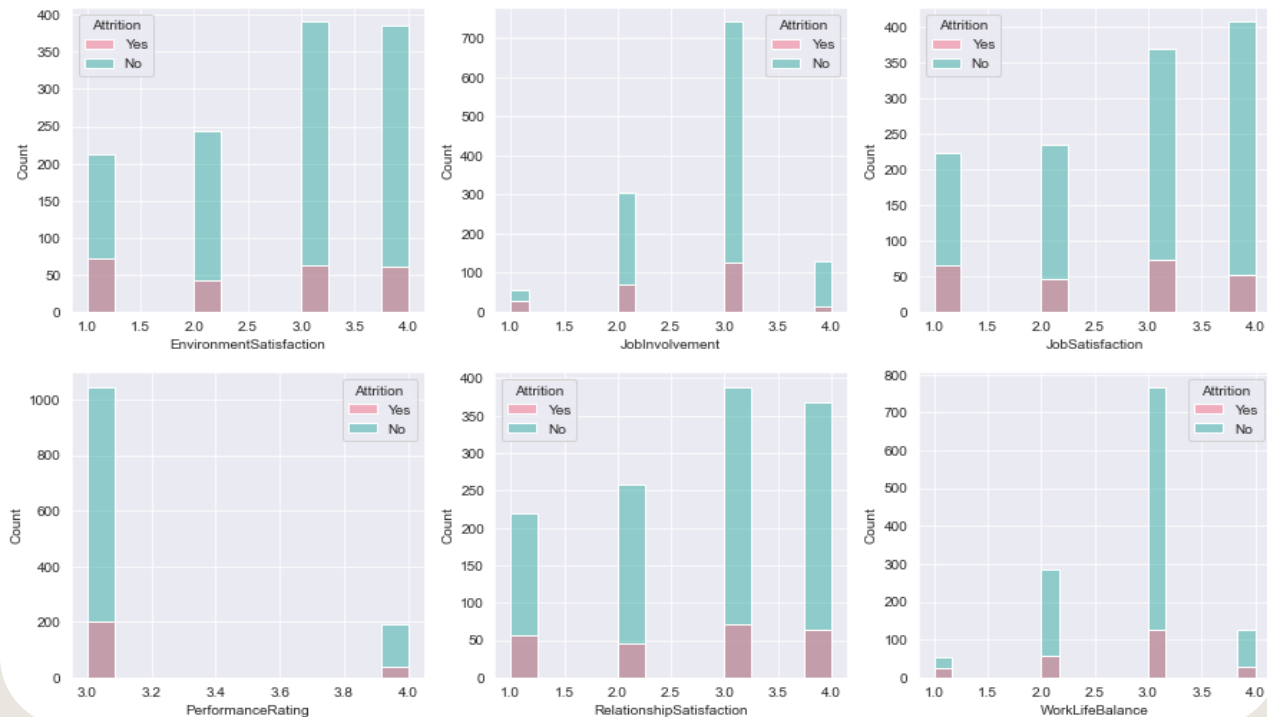 Attrition
Yes
No
Count
400
350
300
250
200
150
100
50
0
1.0 1.5 2.0 2.5 3.0 3.5 4.0
EnvironmentSatisfaction
Attrition
Yes
No
Count
700
600
500
400
300
200
100
0
1.0 1.5 2.0 2.5 3.0 3.5 4.0
JobInvolvement
Attrition
Yes
No
Count
400
350
300
250
200
150
100
50
0
1.0 1.5 2.0 2.5 3.0 3.5 4.0
JobSatisfaction
Attrition
Yes
No
Count
1000
800
600
400
200
0
3.0 3.2 3.4 3.6 3.8 4.0
PerformanceRating
Attrition
Yes
No
Count
400
350
300
250
200
150
100
50
0
1.0 1.5 2.0 2.5 3.0 3.5 4.0
RelationshipSatisfaction
Attrition
Yes
No
Count
800
700
600
500
400
300
200
100
0
1.0 1.5 2.0 2.5 3.0 3.5 4.0
WorkLifeBalance